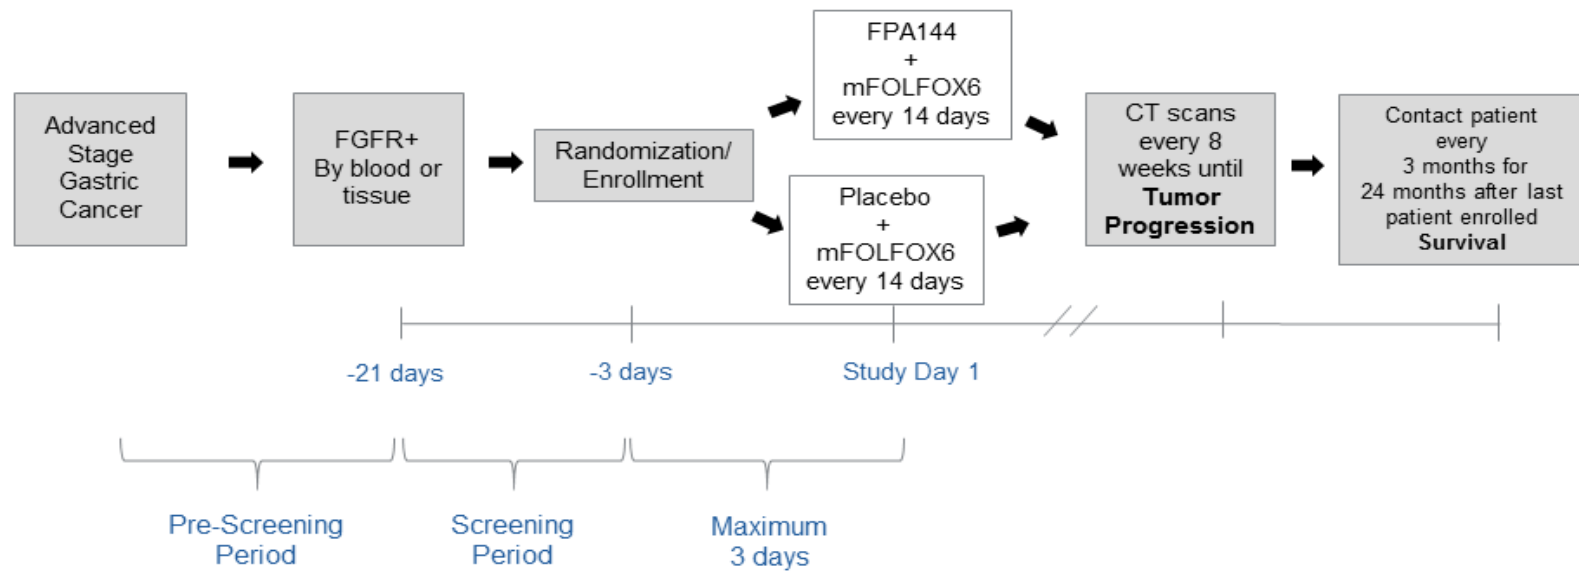 Advanced
Stage
Gastric
Cancer
FGFR+
By blood or
tissue
Randomization/
Enrollment
FPA144
+
mFOLFOX6
every 14 days
Placebo
+
mFOLFOX6
every 14 days
CT scans
every 8
weeks until
Tumor
Progression
Contact patient
every
3 months for
24 months after last
patient enrolled
Survival
-21 days
-3 days
Study Day 1
Pre-Screening
Period
Screening
Period
Maximum
3 days